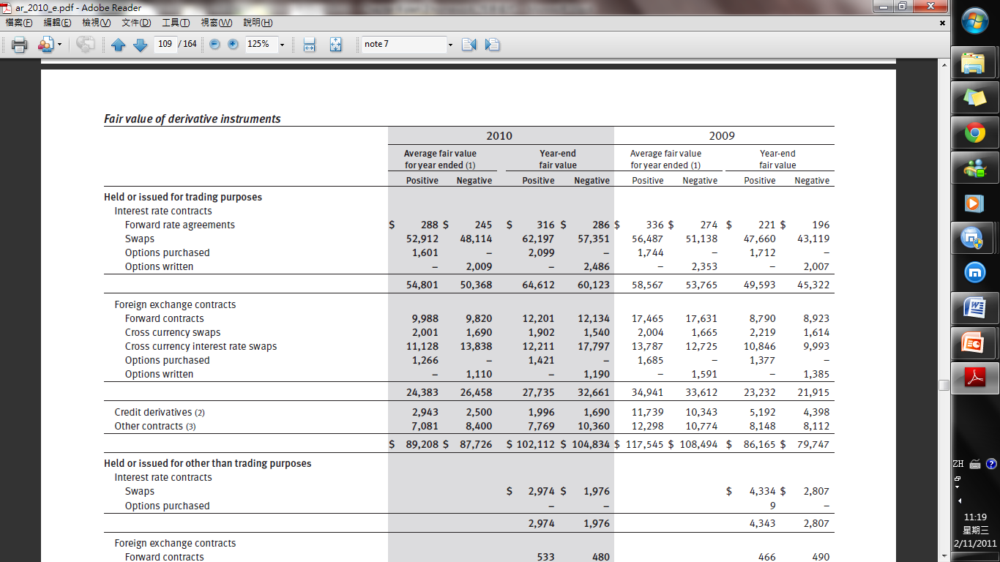 ar_2010_e.pdf - Adobe Reader
檔案(F) 編輯(E) 檢視(V) 文件(D) 工具(T) 視窗(W) 說明(H)
109 / 164 125% note 7
Fair value of derivative instruments
2010 2009
Average fair value Year-end Average fair value Year-end
for year ended (1) fair value for year ended (1) fair value
Positive Negative Positive Negative Positive Negative Positive Negative
Held or issued for trading purposes
Interest rate contracts
Forward rate agreements $ 288 $ 245 $ 316 $ 286 $ 336 $ 274 $ 221 $ 196
Swaps 52,912 48,114 62,197 57,351 56,487 51,138 47,660 43,119
Options purchased 1,601 – 2,099 – 1,744 – 1,712 –
Options written – 2,009 – 2,486 – 2,353 – 2,007
54,801 50,368 64,612 60,123 58,567 53,765 49,593 45,322
Foreign exchange contracts
Forward contracts 9,988 9,820 12,201 12,134 17,465 17,631 8,790 8,923
Cross currency swaps 2,001 1,690 1,902 1,540 2,004 1,665 2,219 1,614
Cross currency interest rate swaps 11,128 13,838 12,211 17,797 13,787 12,725 10,846 9,993
Options purchased 1,266 – 1,421 – 1,685 – 1,377 –
Options written – 1,110 – 1,190 – 1,591 – 1,385
24,383 26,458 27,735 32,661 34,941 33,612 23,232 21,915
Credit derivatives (2) 2,943 2,500 1,996 1,690 11,739 10,343 5,192 4,398
Other contracts (3) 7,081 8,400 7,769 10,360 12,298 10,774 8,148 8,112
$ 89,208 $ 87,726 $ 102,112 $ 104,834 $ 117,545 $ 108,494 $ 86,165 $ 79,747
Held or issued for other than trading purposes
Interest rate contracts
Swaps $ 2,974 $ 1,976 $ 4,334 $ 2,807
Options purchased – – 9 –
2,974 1,976 4,343 2,807
Foreign exchange contracts
Forward contracts 533 480 466 490
ZH
11:19
星期三
2/11/2011